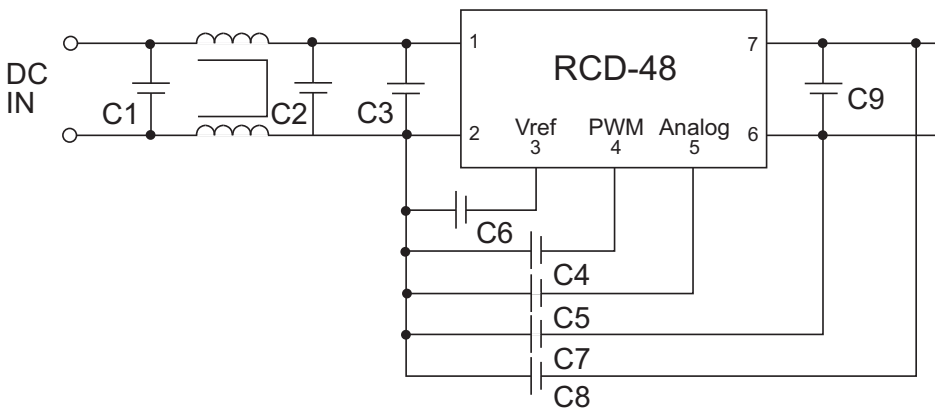 DC
IN
C1
C2
C3
1
2
RCD-48
Vref
3
PWM
4
Analog
5
7
6
C9
C6
C4
C5
C7
C8